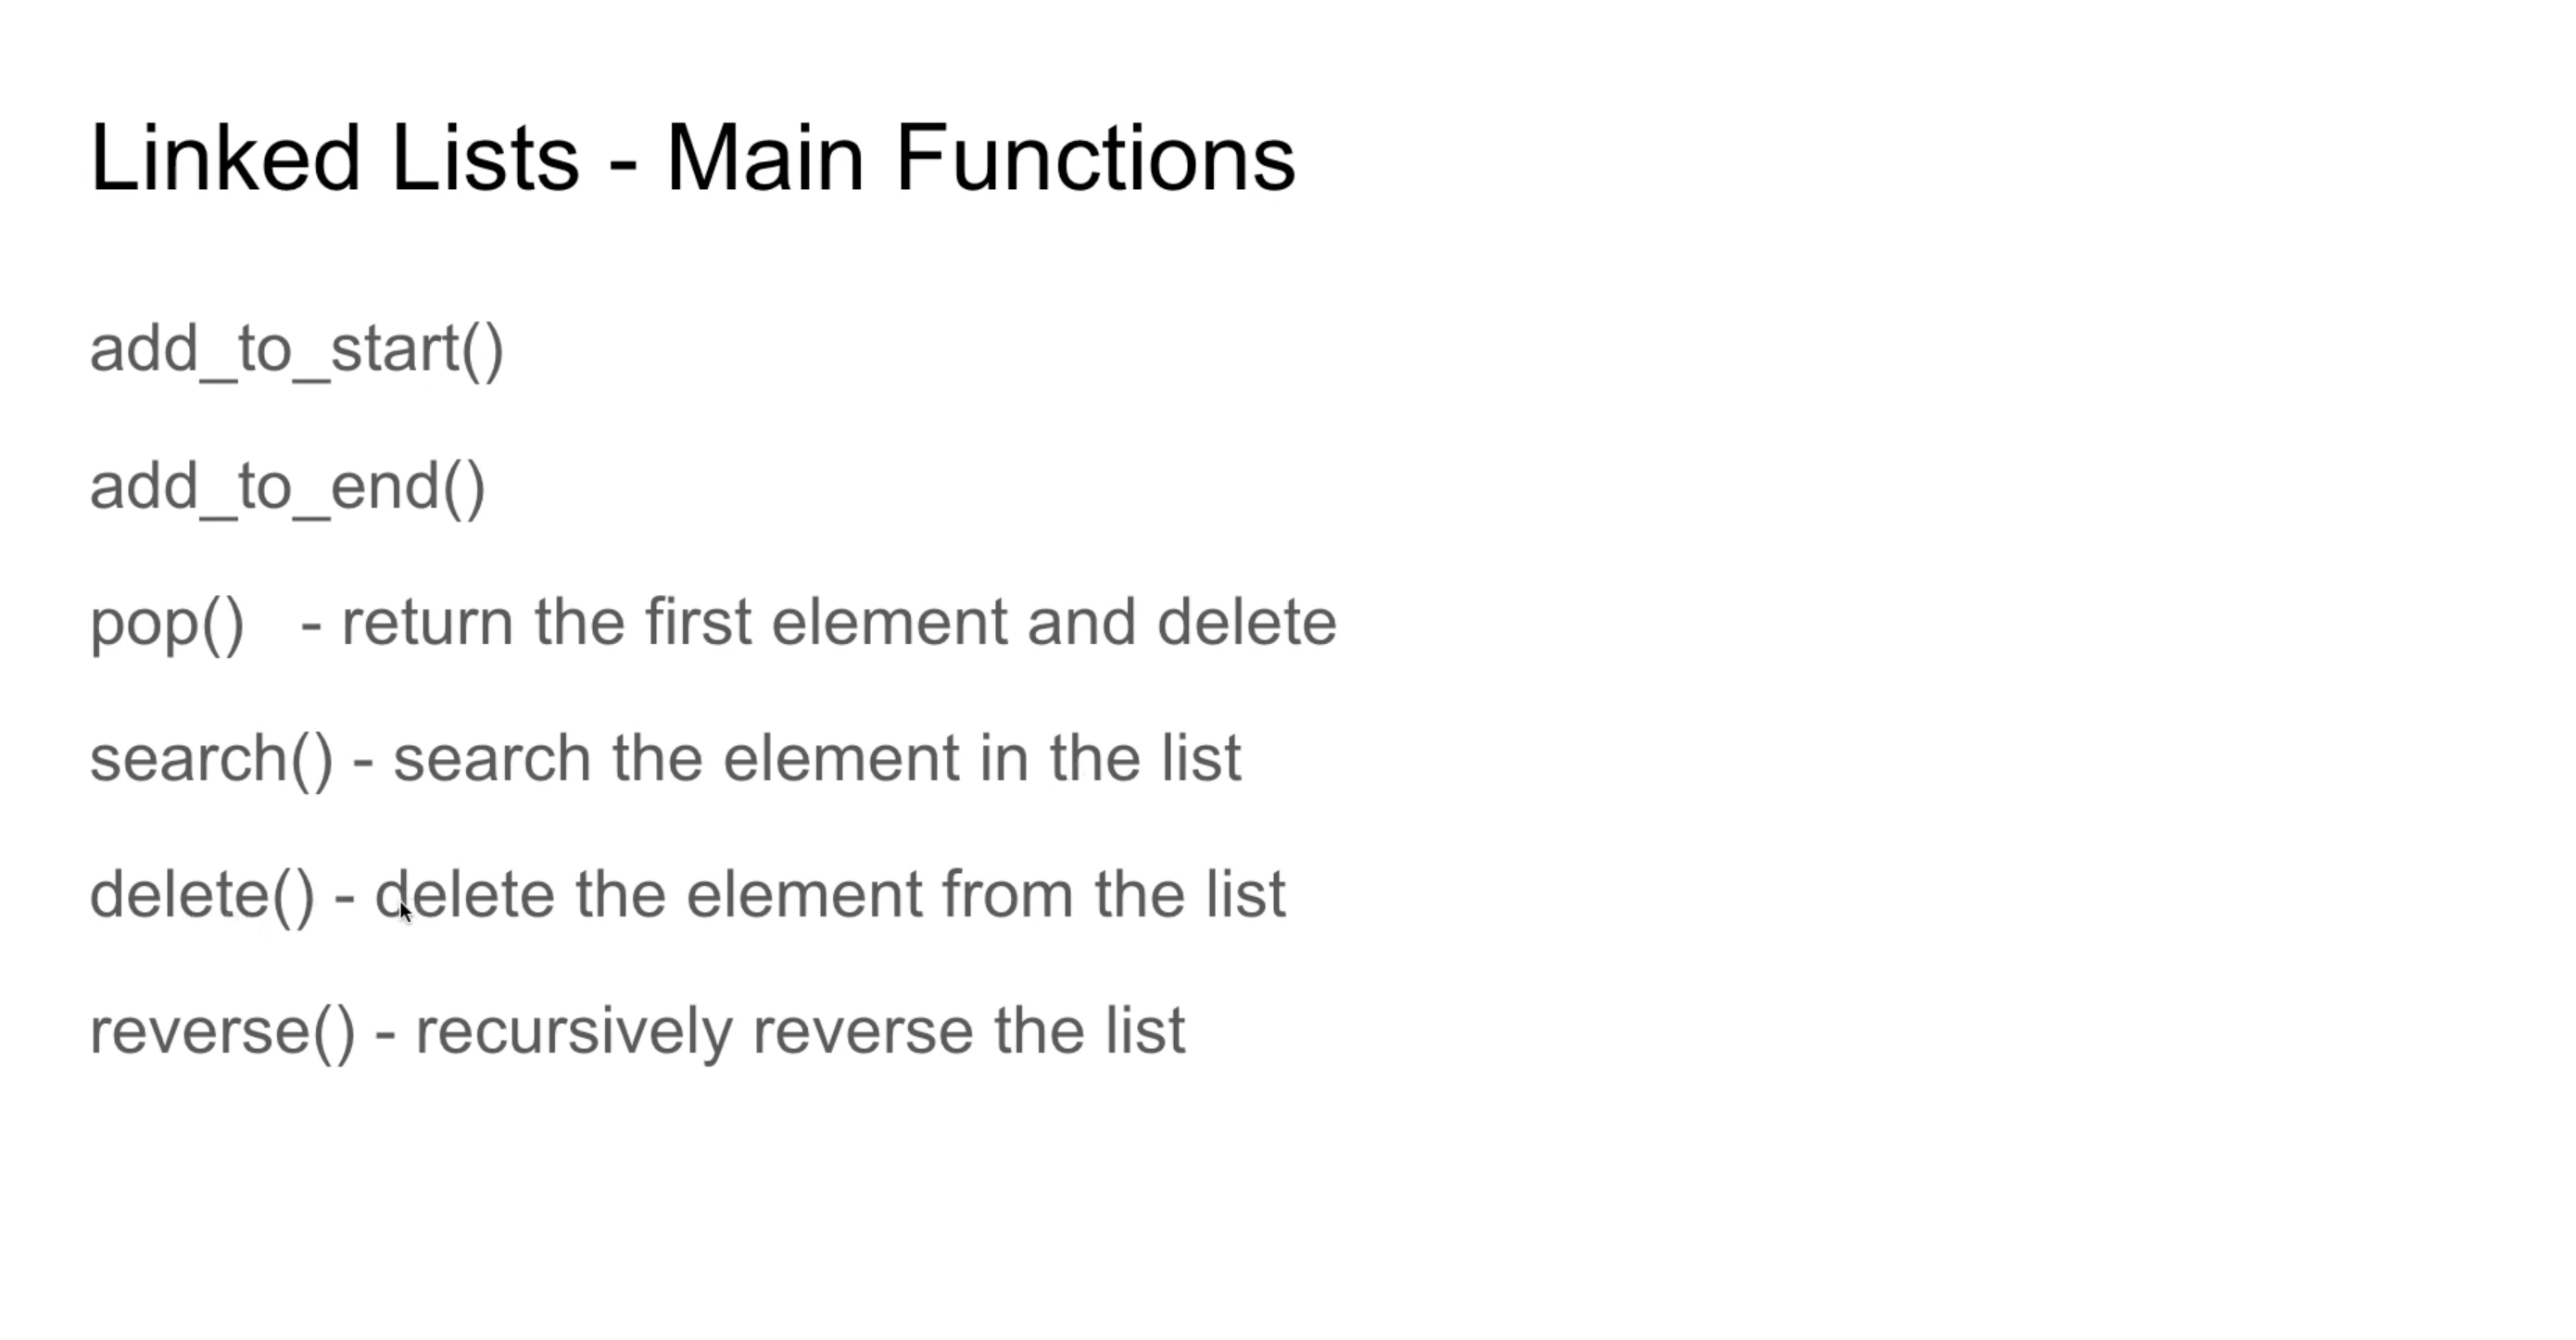 Linked Lists - Main Functions
add_to_start()
add_to_end()
pop()   - return the first element and delete
search() - search the element in the list
delete() - delete the element from the list
reverse() - recursively reverse the list